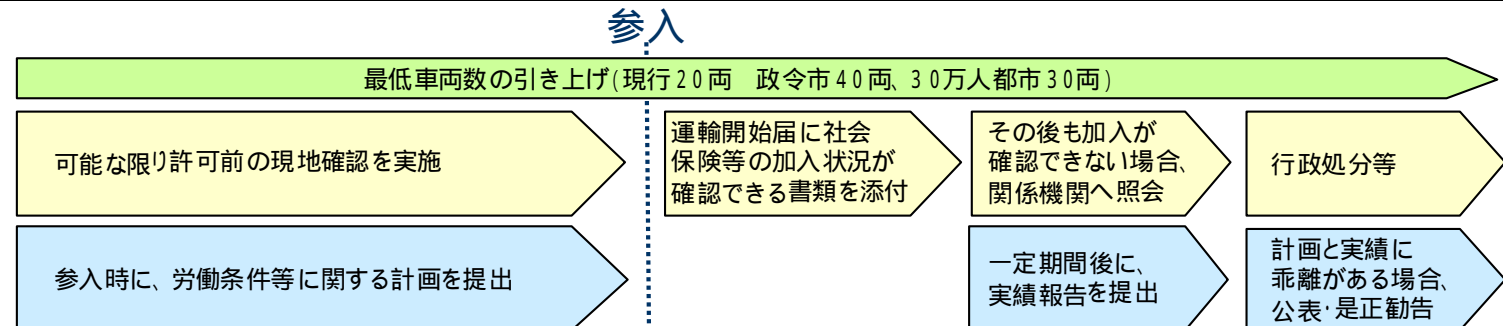 参入
最低車両数の引き上げ(現行20両　政令市40両、30万人都市30両)
可能な限り許可前の現地確認を実施
運輸開始届に社会
保険等の加入状況が
確認できる書類を添付
その後も加入が
確認できない場合、
関係機関へ照会
行政処分等
参入時に、労働条件等に関する計画を提出
一定期間後に、
実績報告を提出
計画と実績に
乖離がある場合、
公表・是正勧告